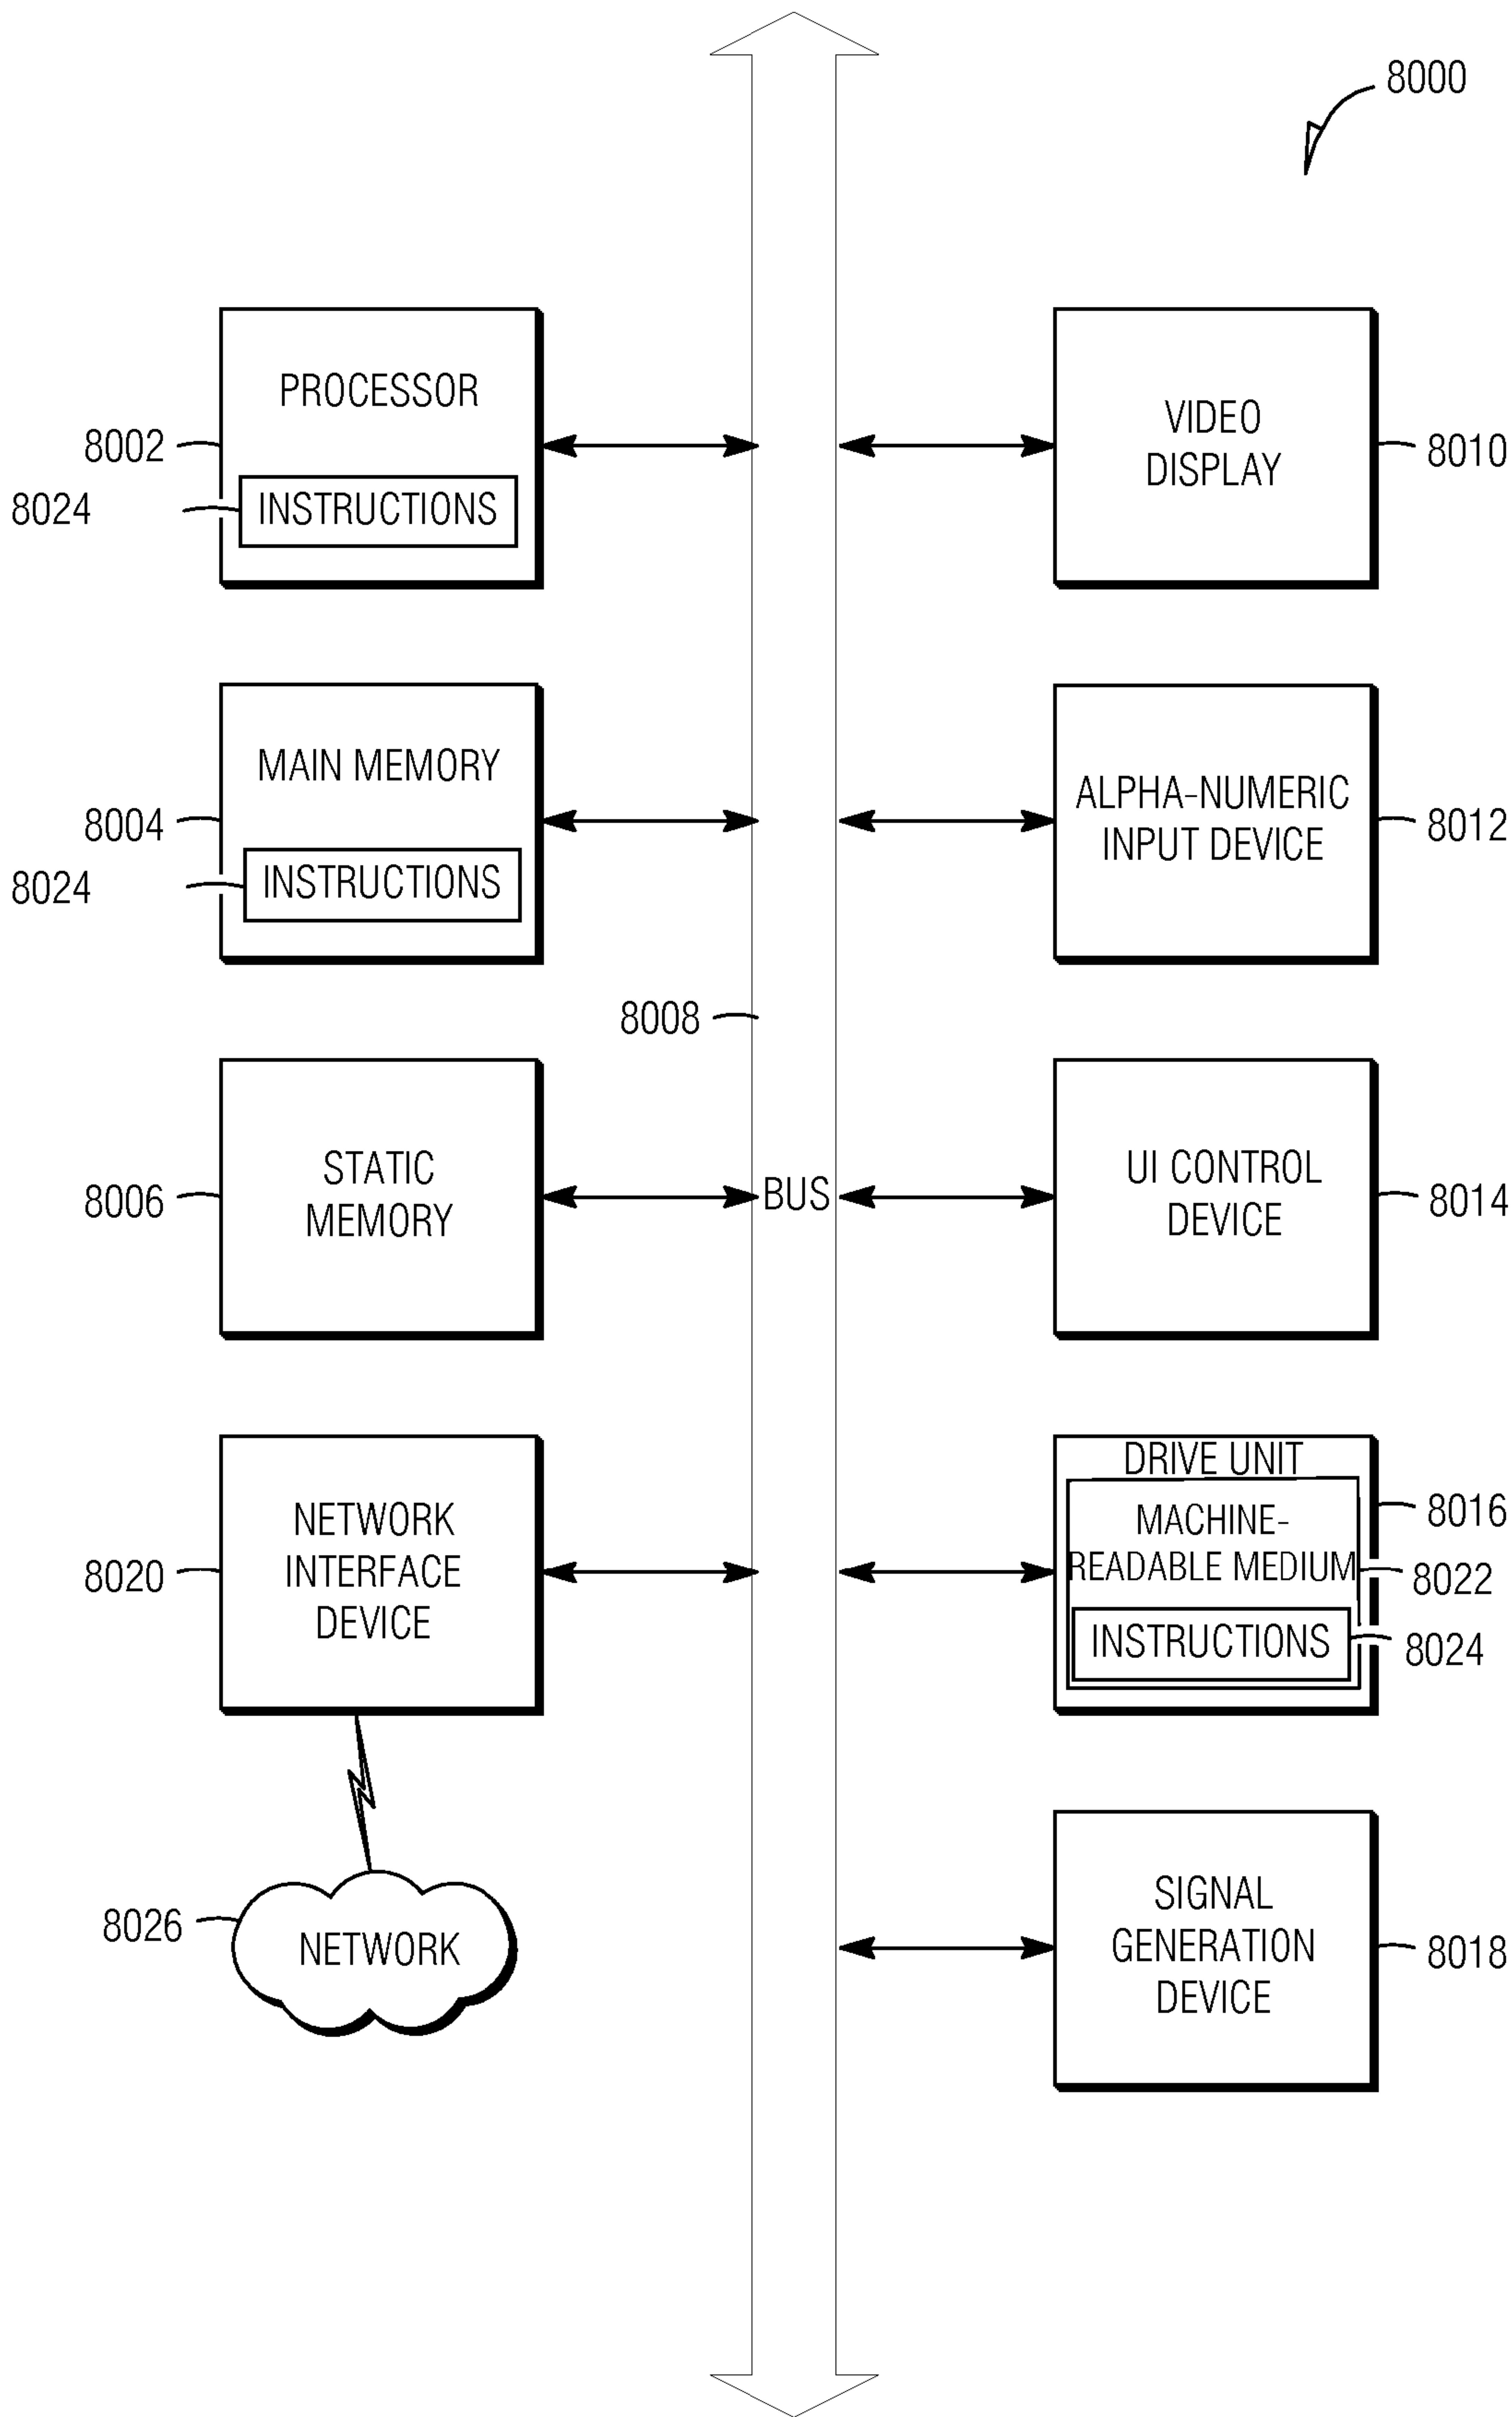 8000
PROCESSOR
8002
8024
INSTRUCTIONS
VIDEO
DISPLAY
8010
MAIN MEMORY
8004
8024
INSTRUCTIONS
ALPHA-NUMERIC
INPUT DEVICE
8012
8008
STATIC
MEMORY
8006
BUS
UI CONTROL
DEVICE
8014
NETWORK
INTERFACE
DEVICE
8020
DRIVE UNIT
8016
MACHINE-
READABLE MEDIUM
8022
INSTRUCTIONS
8024
8026
NETWORK
SIGNAL
GENERATION
DEVICE
8018